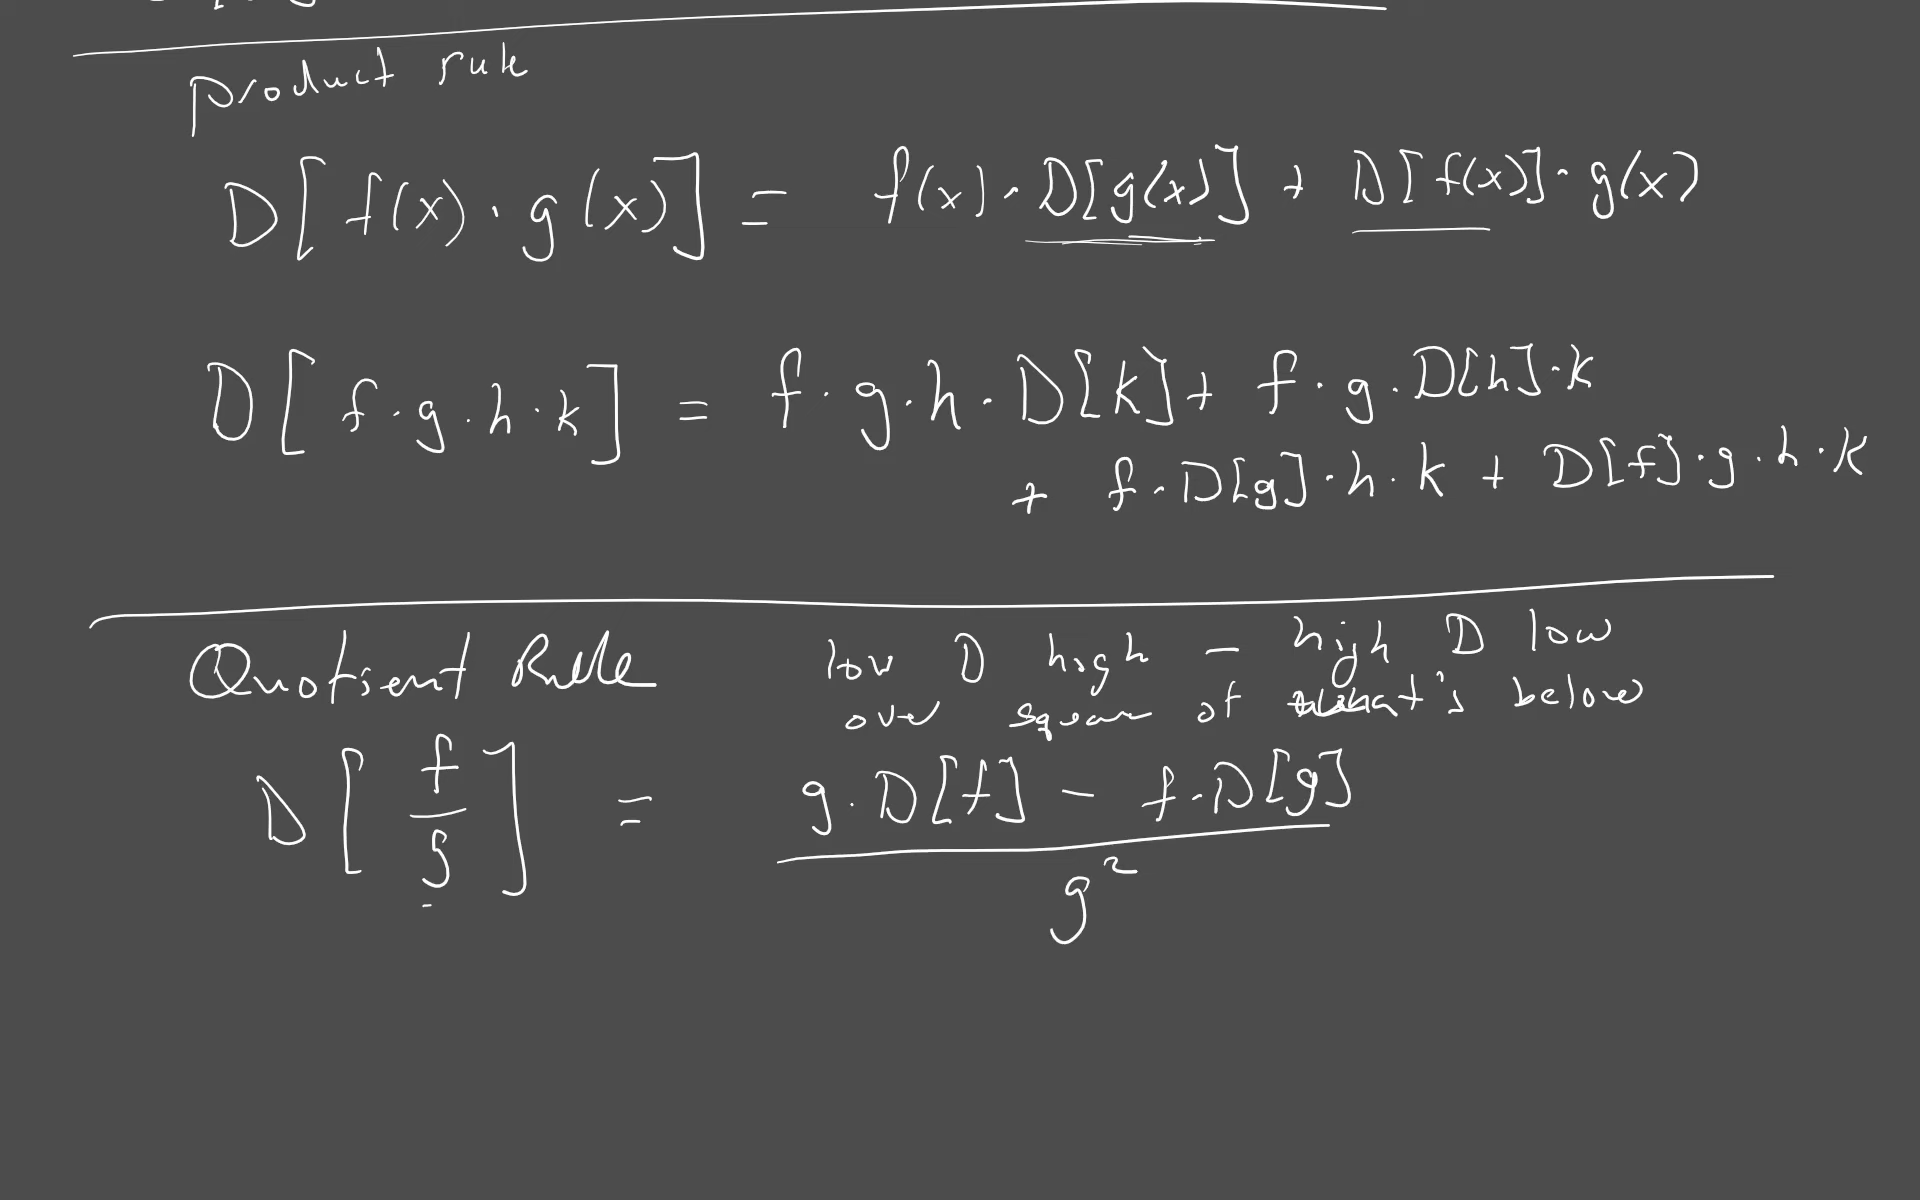 product rule
D[f(x)·g(x)] = f(x)·D[g(x)] + D[f(x)]·g(x)
D[f·g·h·k] = f·g·h·D[k] + f·g·D[h]·k
+ f·D[g]·h·k + D[f]·g·h·k
Quotient Rule
low D high – high D low
over square of what's below
D[f/g] = (g·D[f] – f·D[g])/g²